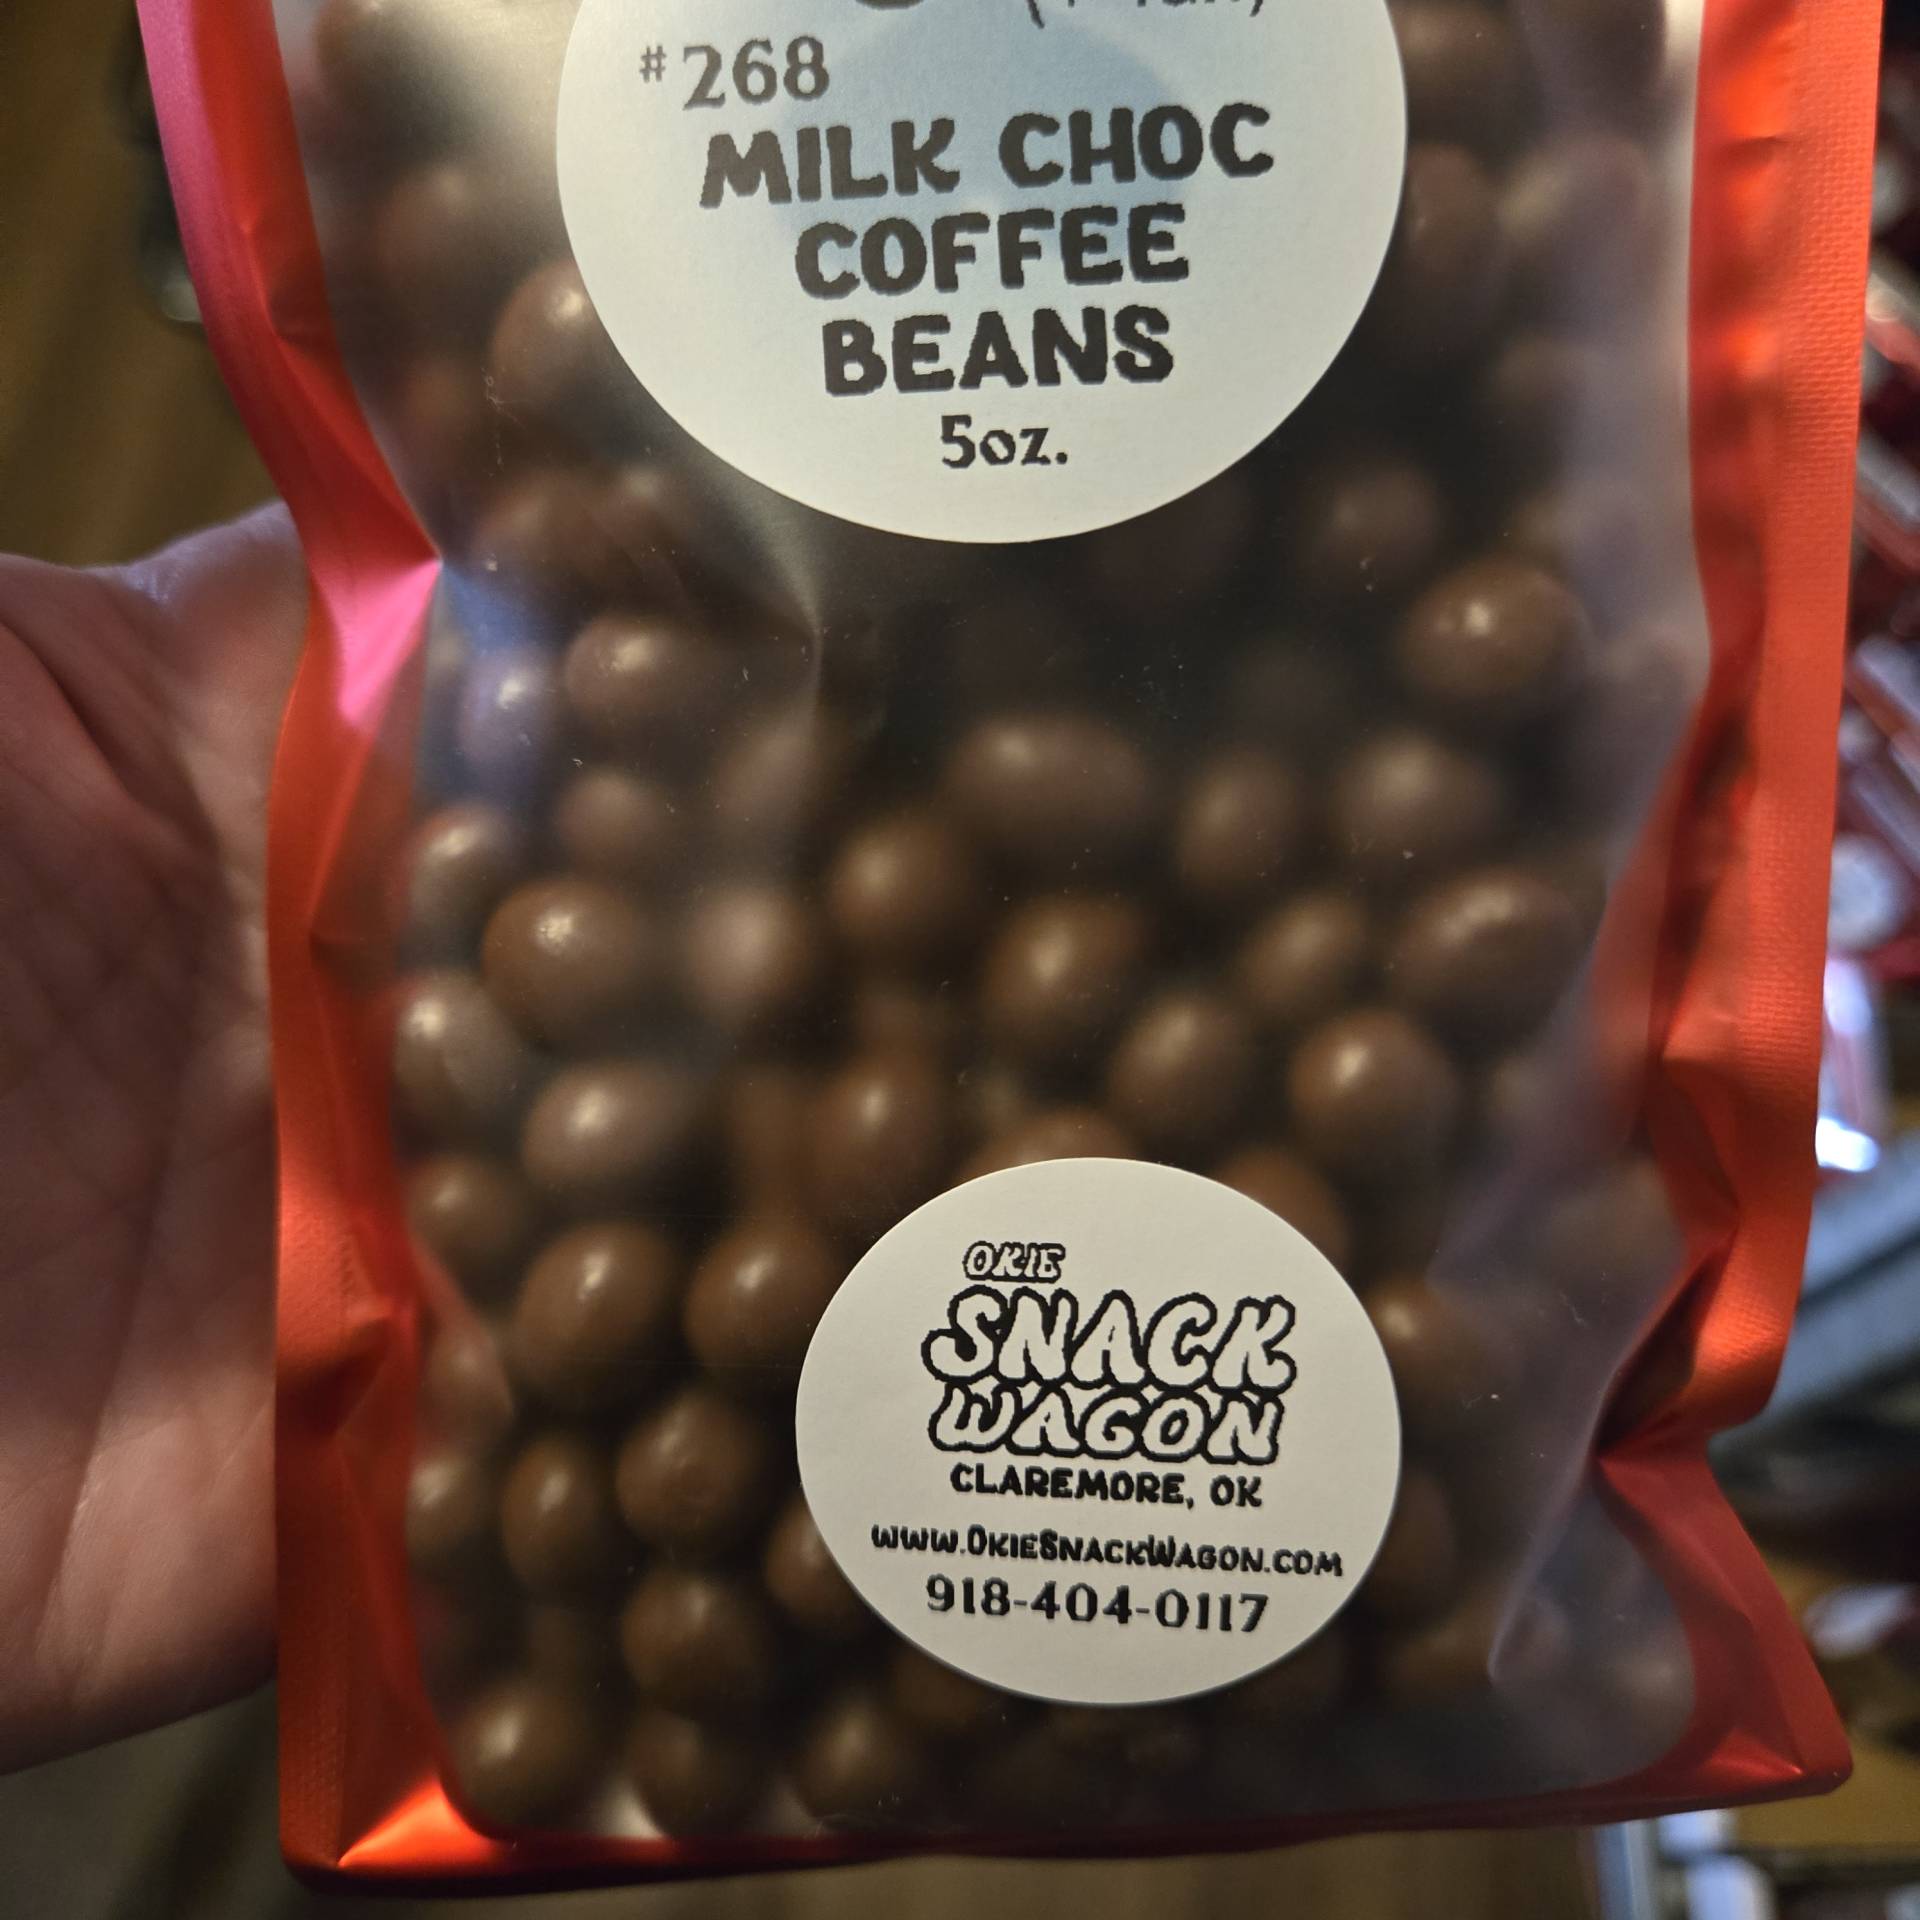 #268
MILK CHOC
COFFEE
BEANS
5oz.
OKIE
SNACK
WAGON
CLAREMORE, OK
www.OkieSnackWagon.com
918-404-0117